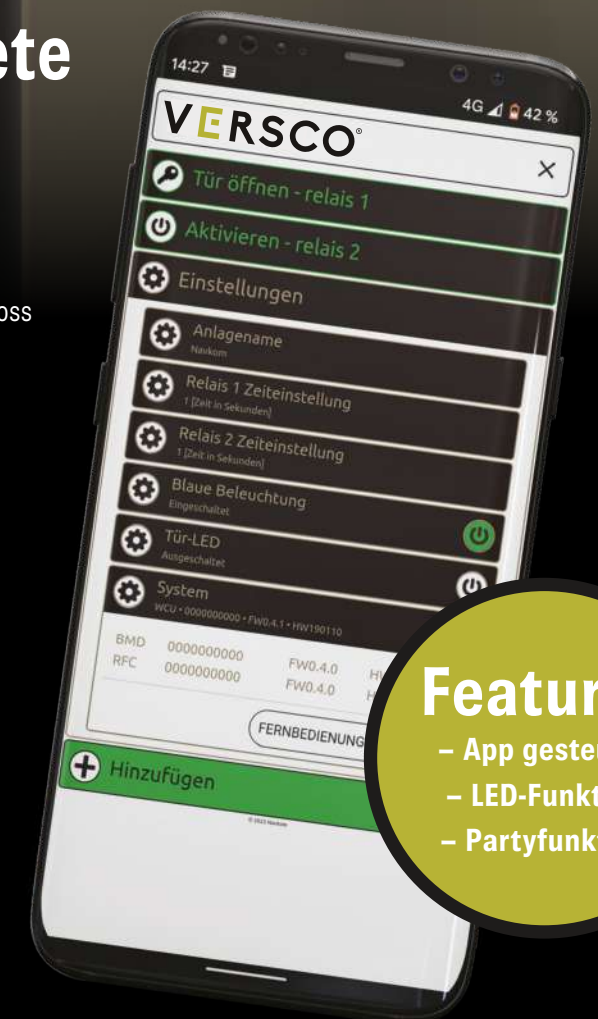 ete
oss
14:27
4G 42 %
VERSCO®
Tür öffnen - relais 1
Aktivieren - relais 2
Einstellungen
Anlagename
Navkom
Relais 1 Zeiteinstellung
1 [Zeit in Sekunden]
Relais 2 Zeiteinstellung
1 [Zeit in Sekunden]
Blaue Beleuchtung
Eingeschaltet
Tür-LED
Ausgeschaltet
System
WCU • 0000000000 • FW0.4.1 • HW190110
BMD 0000000000 FW0.4.0
RFC 0000000000 FW0.4.0
FERNBEDIENUNG
Hinzufügen
Featur
– App gesteu
– LED-Funkt
– Partyfunkt